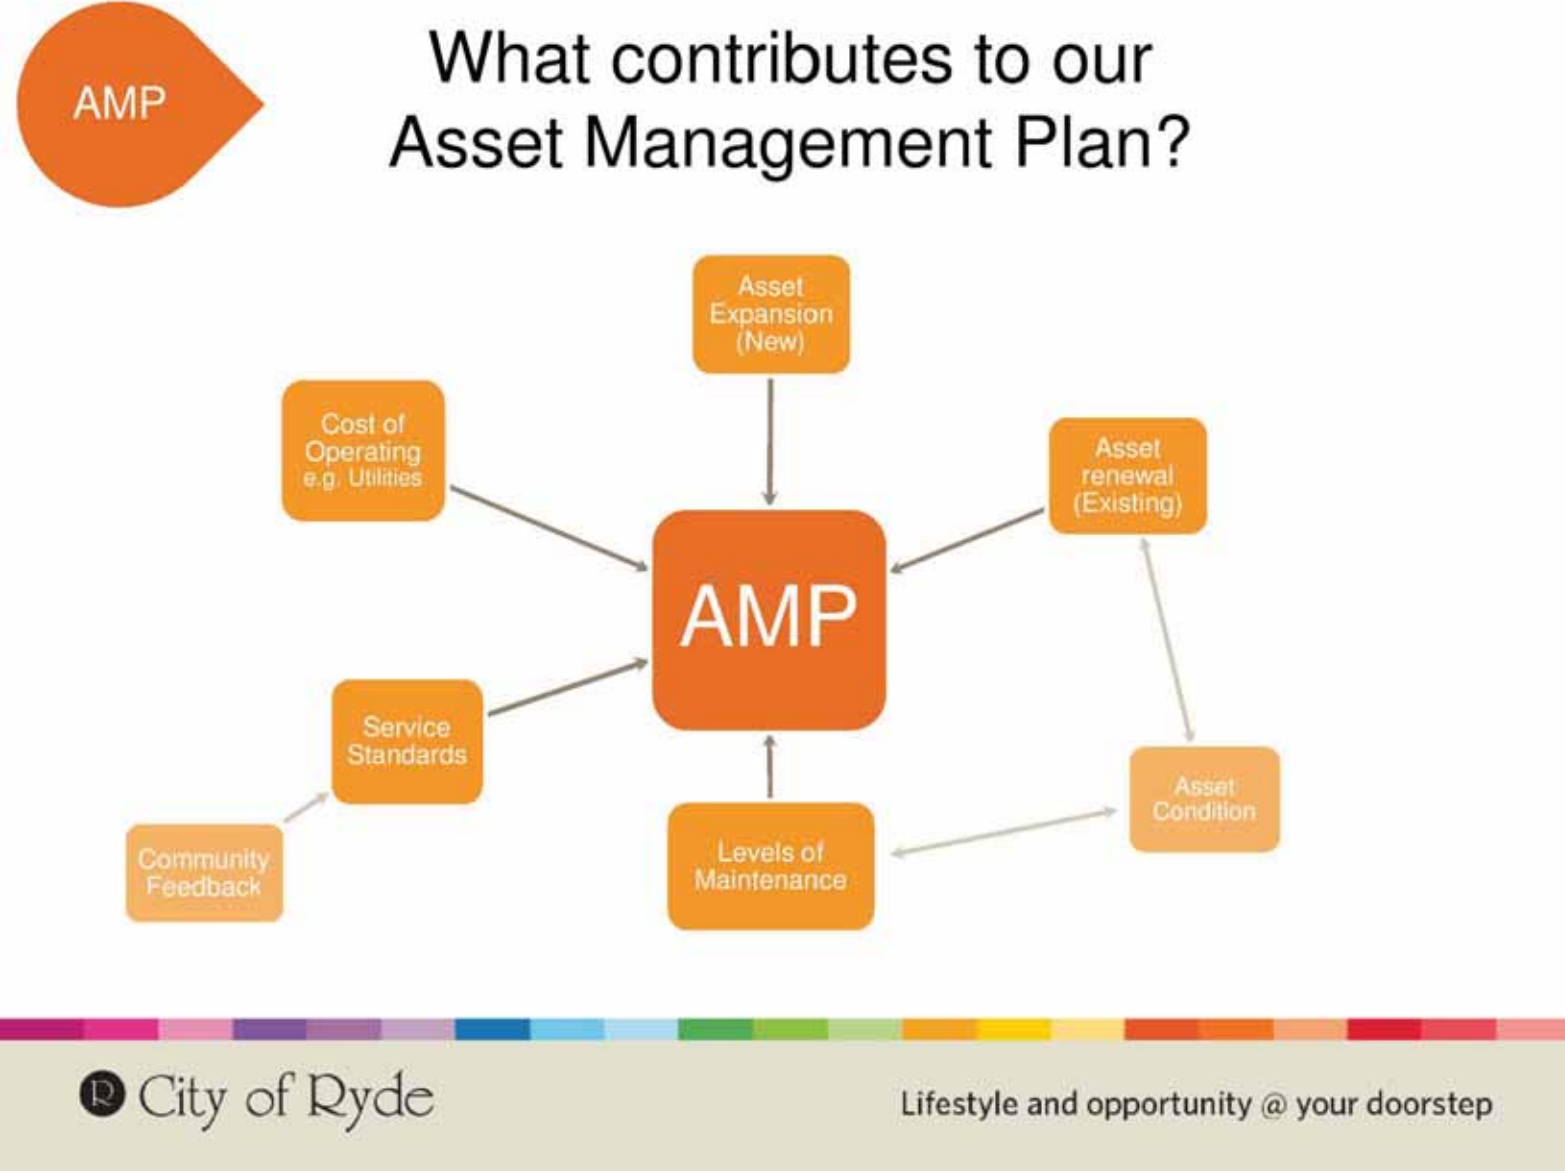 AMP
What contributes to our
Asset Management Plan?
Asset
Expansion
(New)
Cost of
Operating
e.g. Utilities
Asset
renewal
(Existing)
AMP
Service
Standards
Asset
Condition
Levels of
Maintenance
Community
Feedback
R City of Ryde
Lifestyle and opportunity @ your doorstep